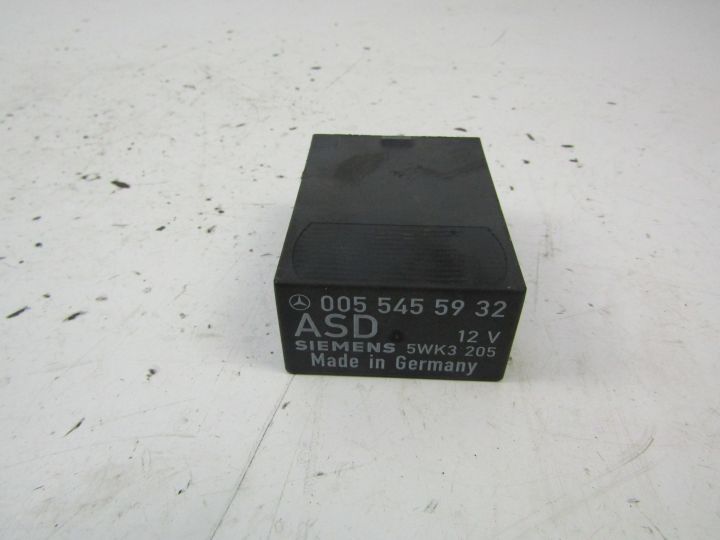 005 545 59 32
ASD 12 V
SIEMENS 5WK3 205
Made in Germany